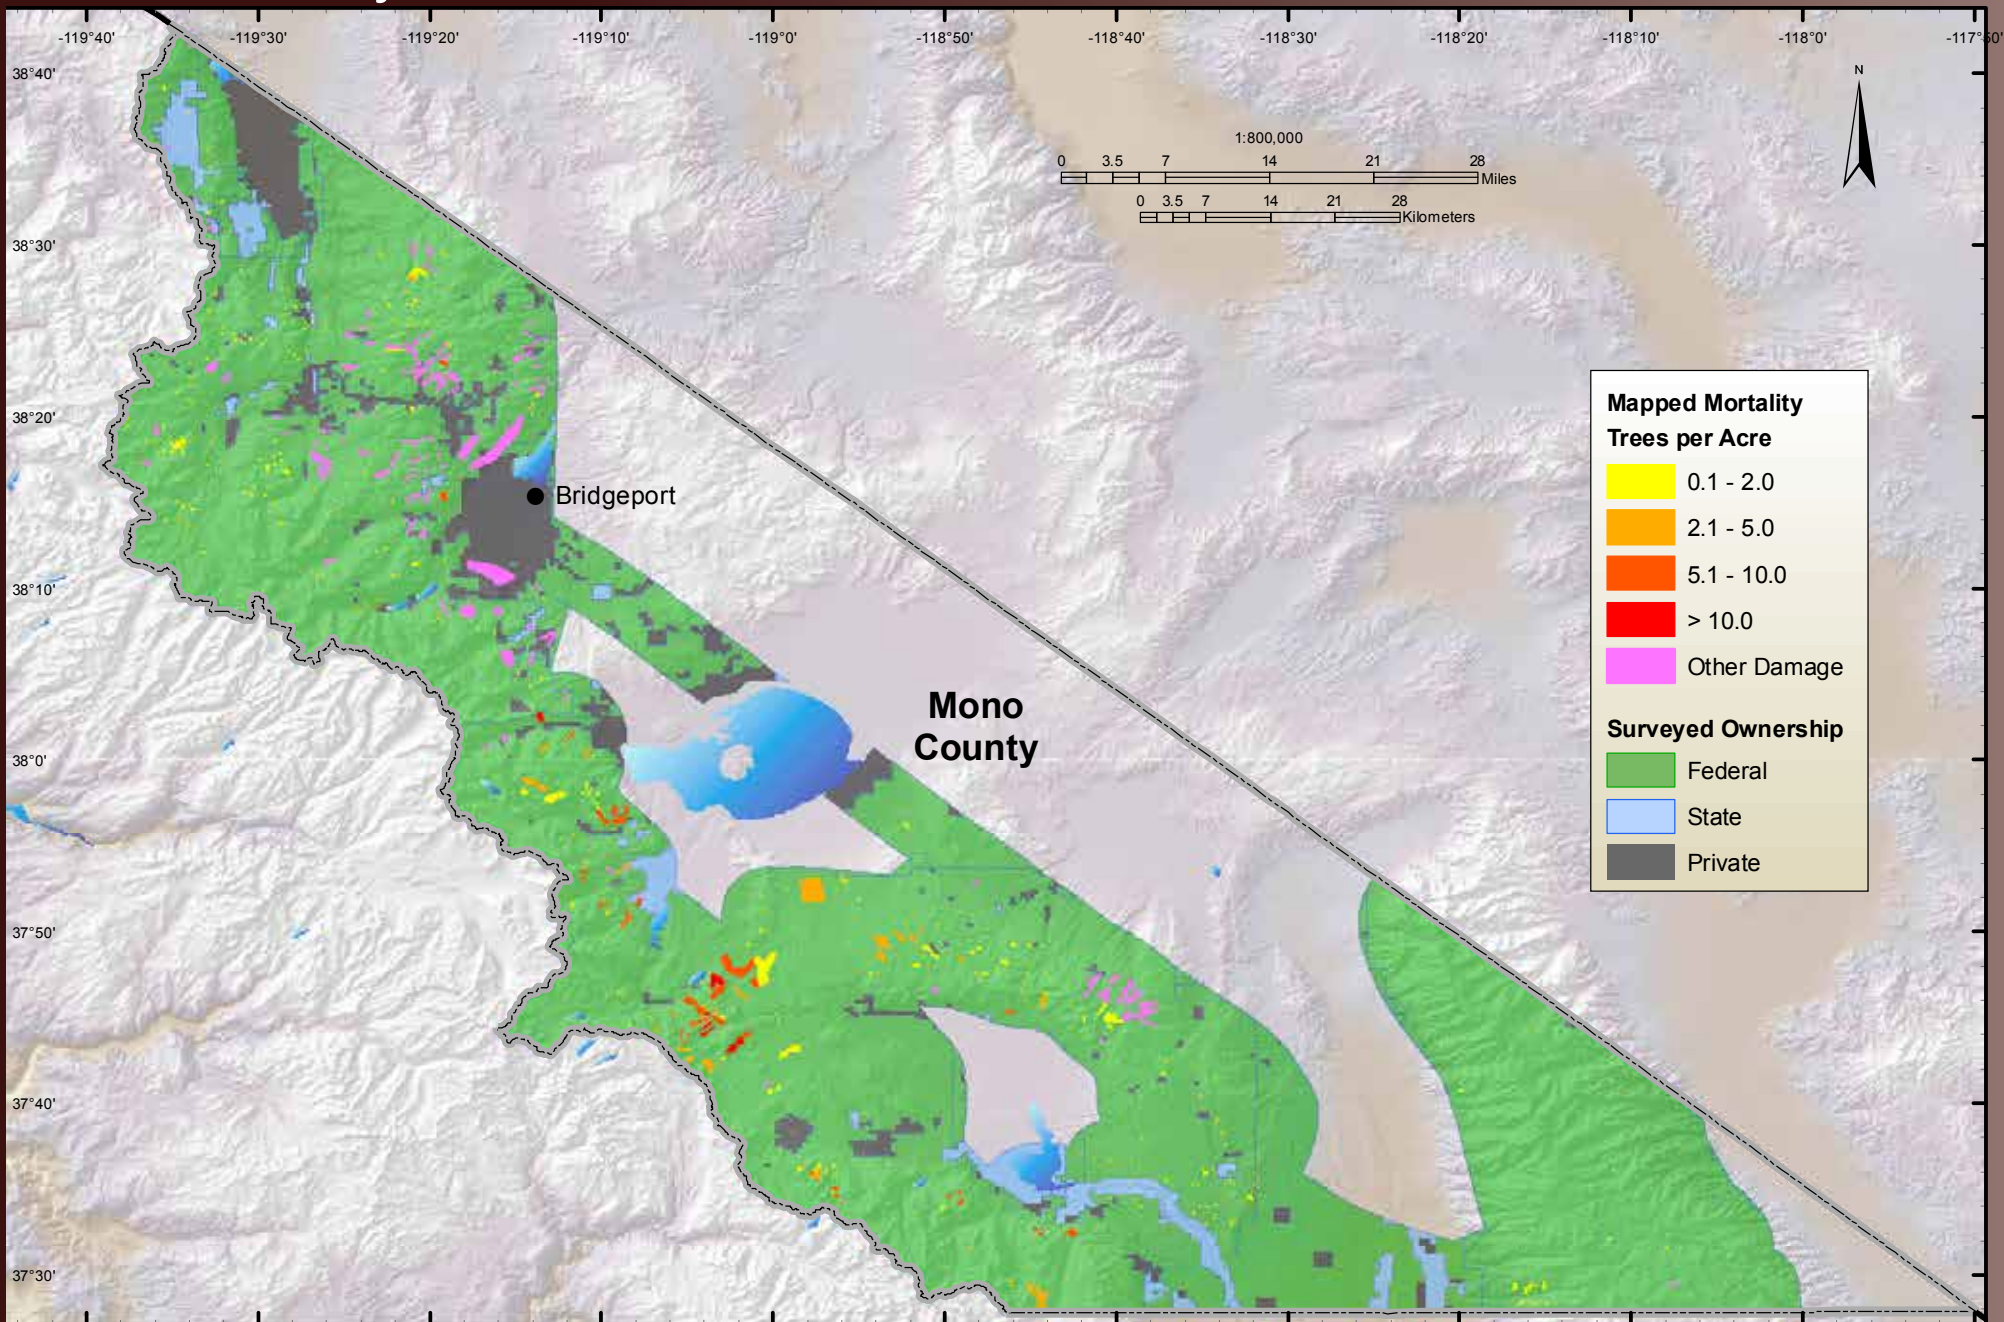 -119°40'
-119°30'
-119°20'
-119°10'
-119°0'
-118°50'
-118°40'
-118°30'
-118°20'
-118°10'
-118°0'
-117°50'
38°40'
38°30'
38°20'
38°10'
38°0'
37°50'
37°40'
37°30'
N
1:800,000
0 3.5 7 14 21 28
Miles
0 3.5 7 14 21 28
Kilometers
Bridgeport
Mono
County
Mapped Mortality
Trees per Acre
0.1 - 2.0
2.1 - 5.0
5.1 - 10.0
> 10.0
Other Damage
Surveyed Ownership
Federal
State
Private